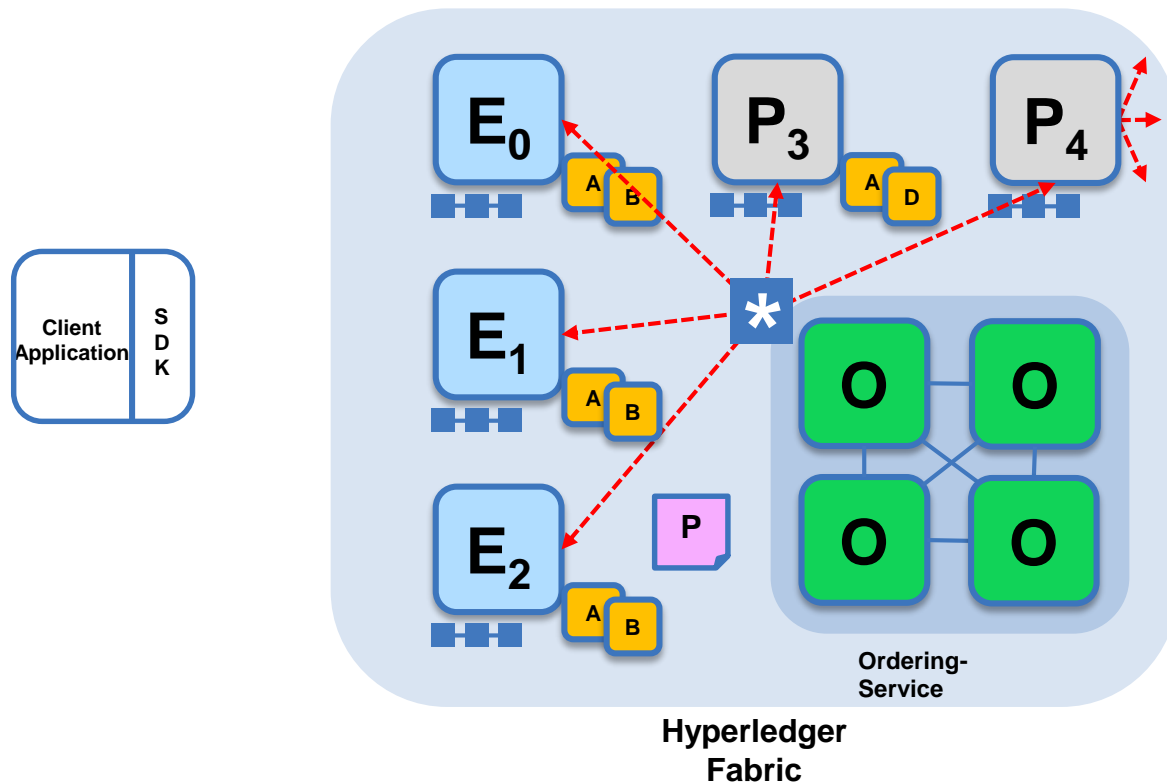 E0
P3
P4
A
B
A
D
*
Client
Application
S
D
K
E1
A
B
O
O
E2
P
O
O
A
B
Ordering-
Service
Hyperledger
Fabric